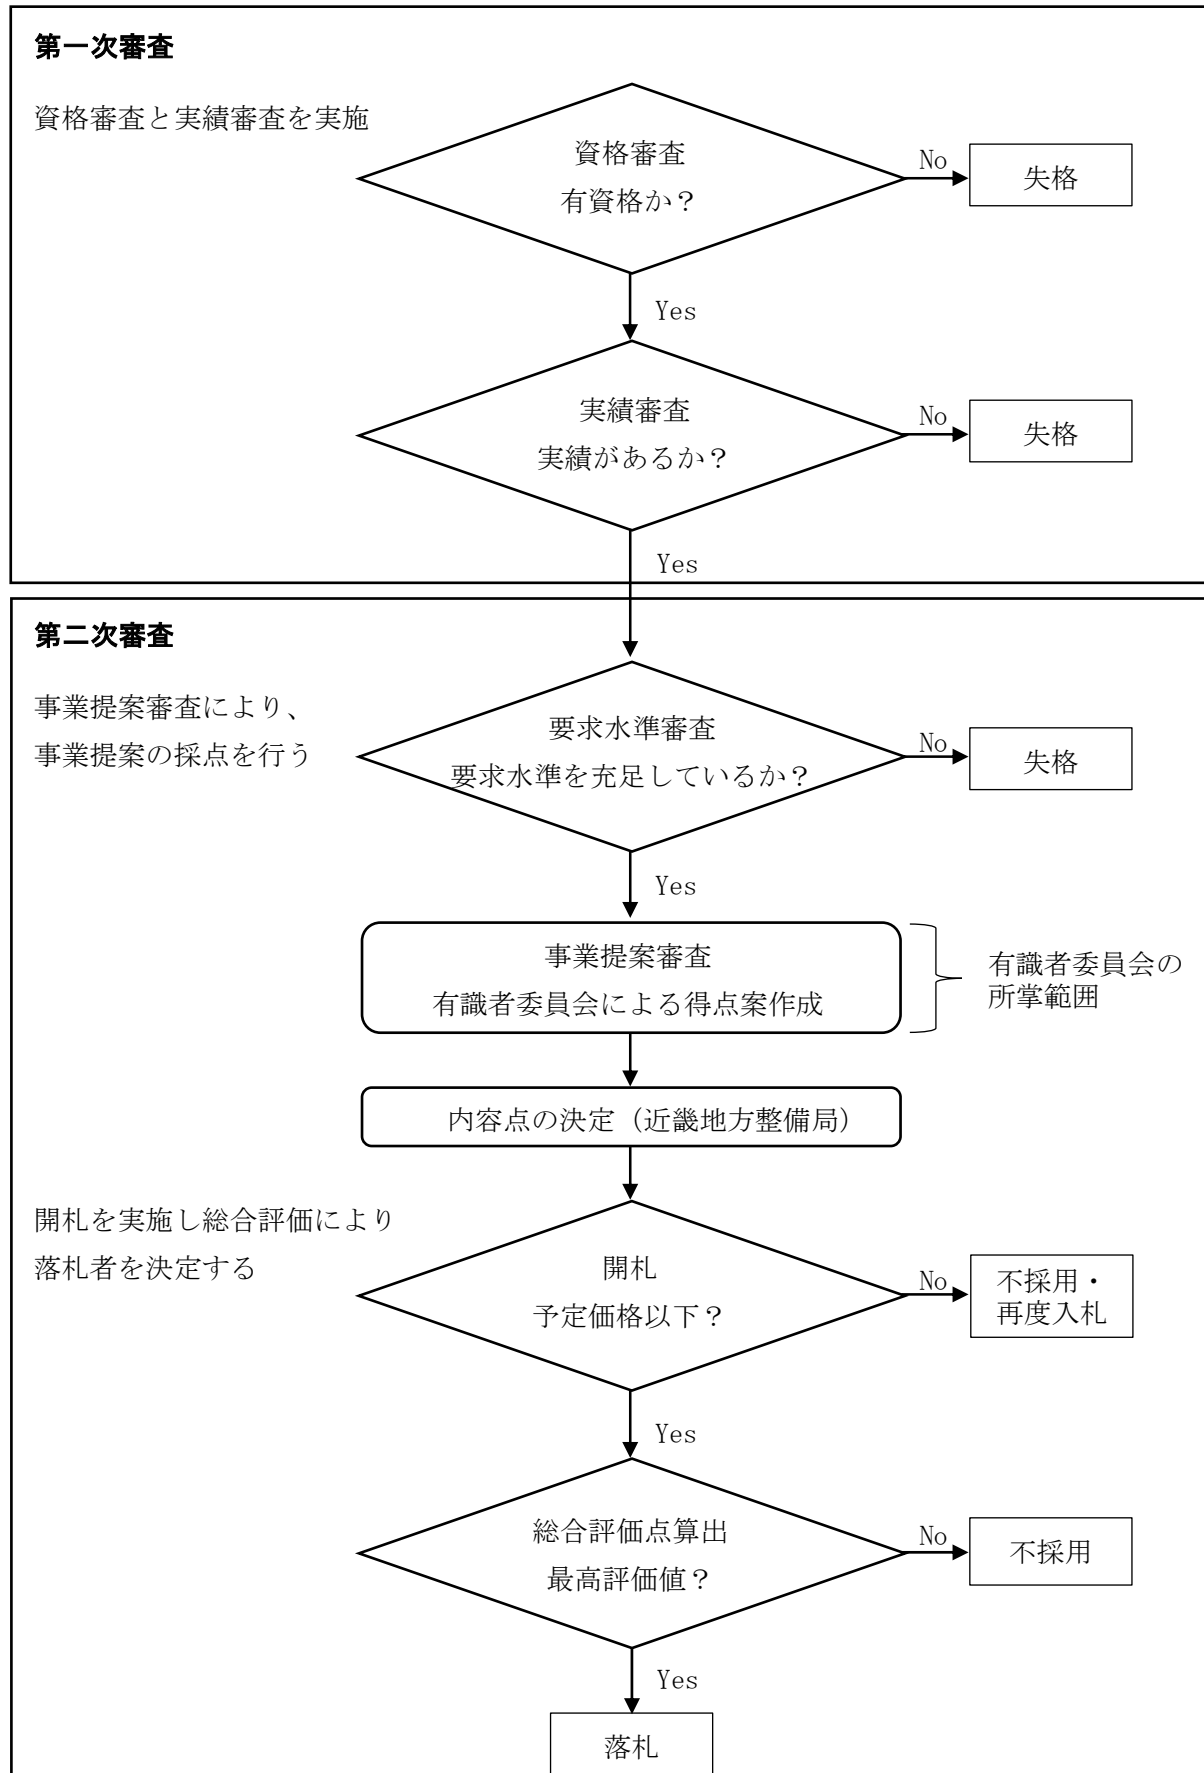 第一次審査
資格審査と実績審査を実施
資格審査
有資格か？
No
失格
Yes
実績審査
実績があるか？
No
失格
Yes
第二次審査
事業提案審査により、
事業提案の採点を行う
要求水準審査
要求水準を充足しているか？
No
失格
Yes
事業提案審査
有識者委員会による得点案作成
有識者委員会の
所掌範囲
内容点の決定（近畿地方整備局）
開札を実施し総合評価により
落札者を決定する
開札
予定価格以下？
No
不採用・
再度入札
Yes
総合評価点算出
最高評価値？
No
不採用
Yes
落札